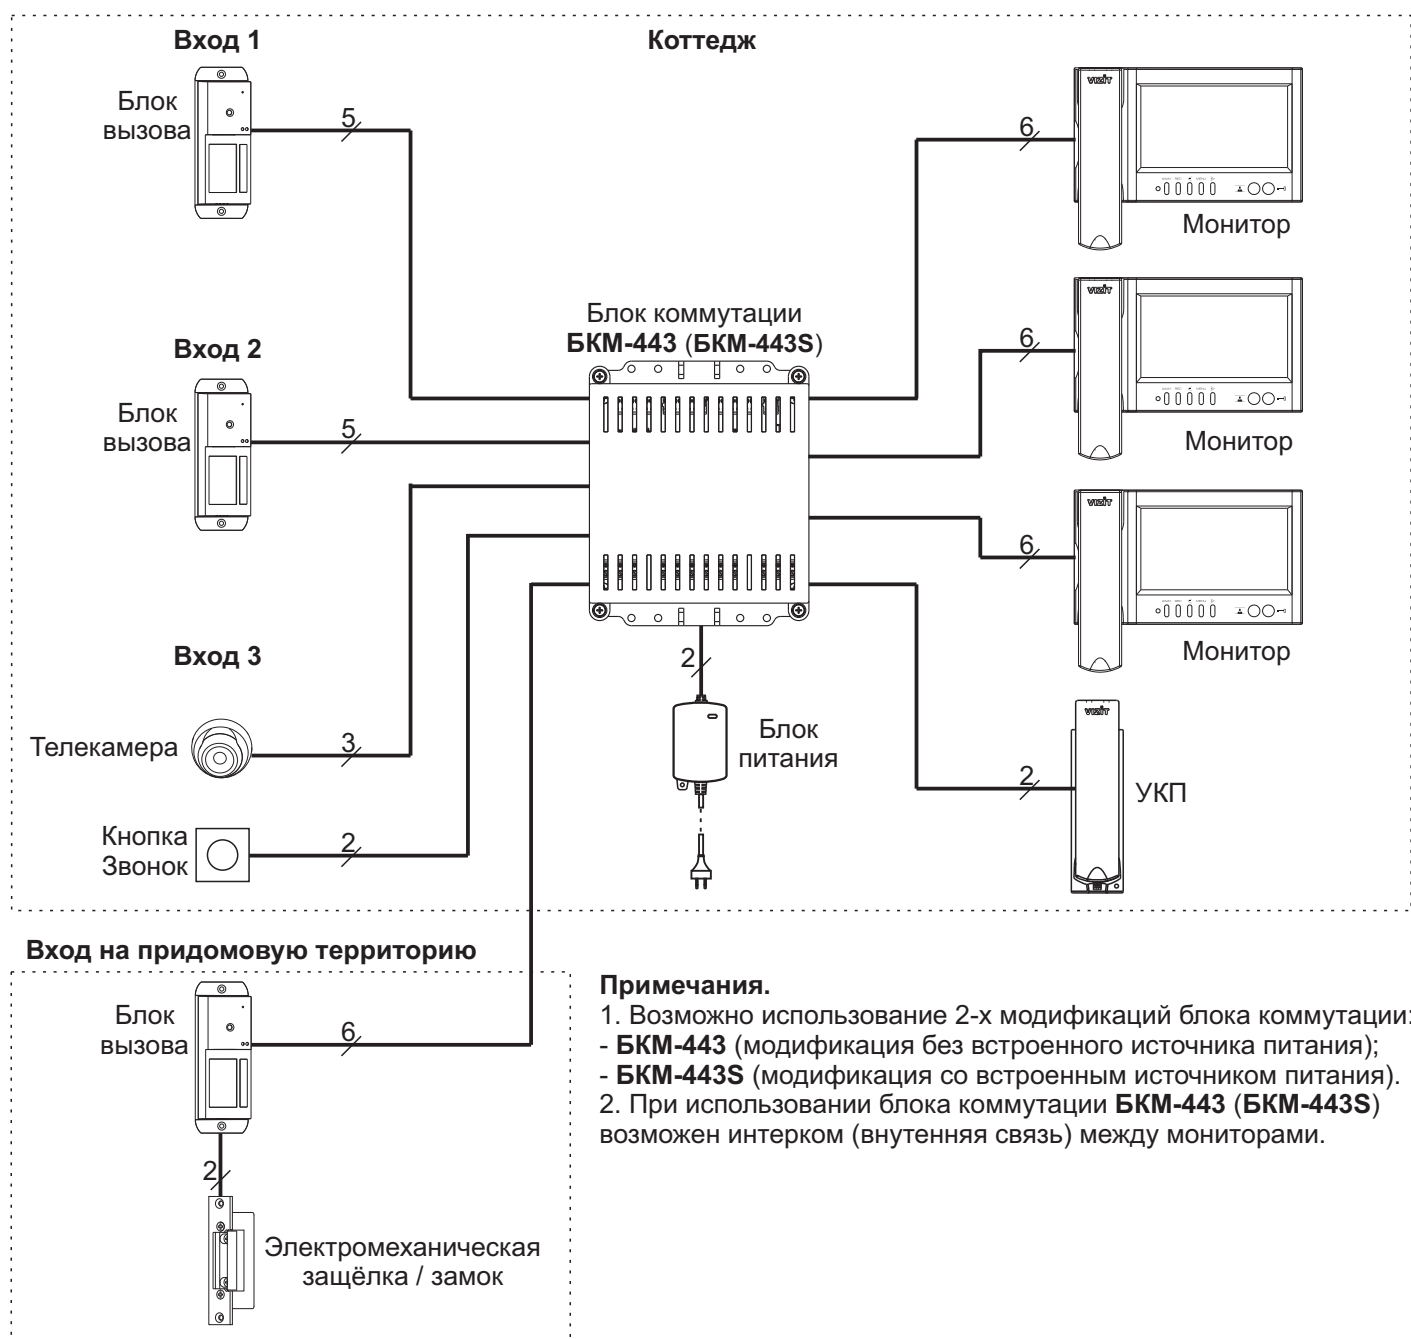 Вход 1
Коттедж
Блок
вызова
5
6
VIZIT
Монитор
Блок коммутации
БКМ-443 (БКМ-443S)
Вход 2
Блок
вызова
5
6
VIZIT
Монитор
6
VIZIT
Монитор
Вход 3
Телекамера
3
Кнопка
Звонок
2
2
Блок
питания
2
VIZIT
УКП
Вход на придомовую территорию
Блок
вызова
6
2
Электромеханическая
защёлка / замок
Примечания.
1. Возможно использование 2-х модификаций блока коммутации:
- БКМ-443 (модификация без встроенного источника питания);
- БКМ-443S (модификация со встроенным источником питания).
2. При использовании блока коммутации БКМ-443 (БКМ-443S)
возможен интерком (внутенняя связь) между мониторами.